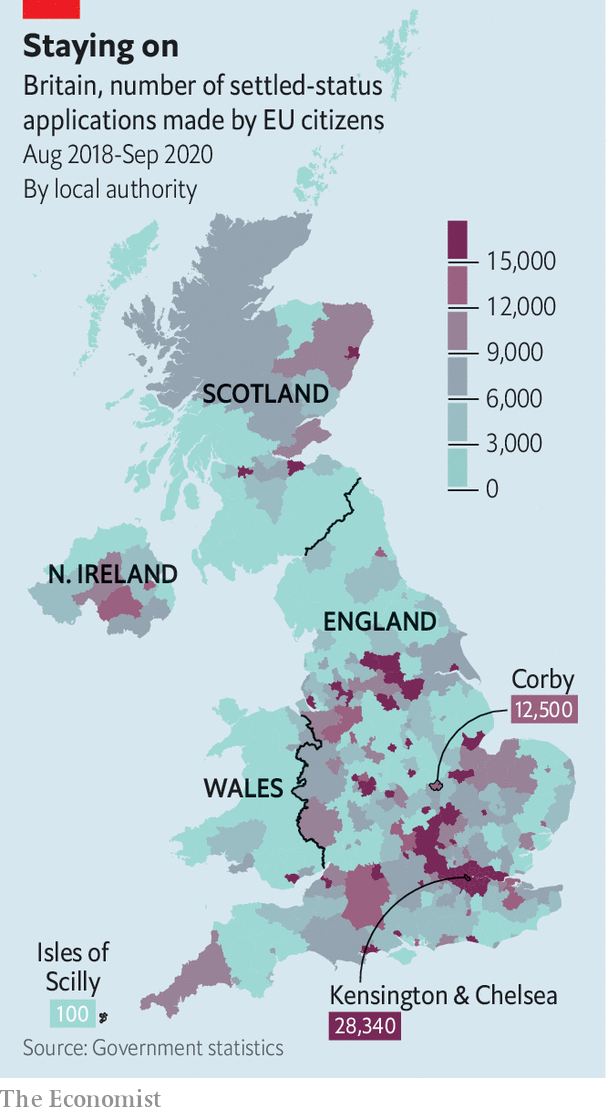 Staying on
Britain, number of settled-status
applications made by EU citizens
Aug 2018-Sep 2020
By local authority
15,000
12,000
9,000
6,000
3,000
0
SCOTLAND
N. IRELAND
ENGLAND
Corby
12,500
WALES
Isles of
Scilly
100
Kensington & Chelsea
28,340
Source: Government statistics
The Economist